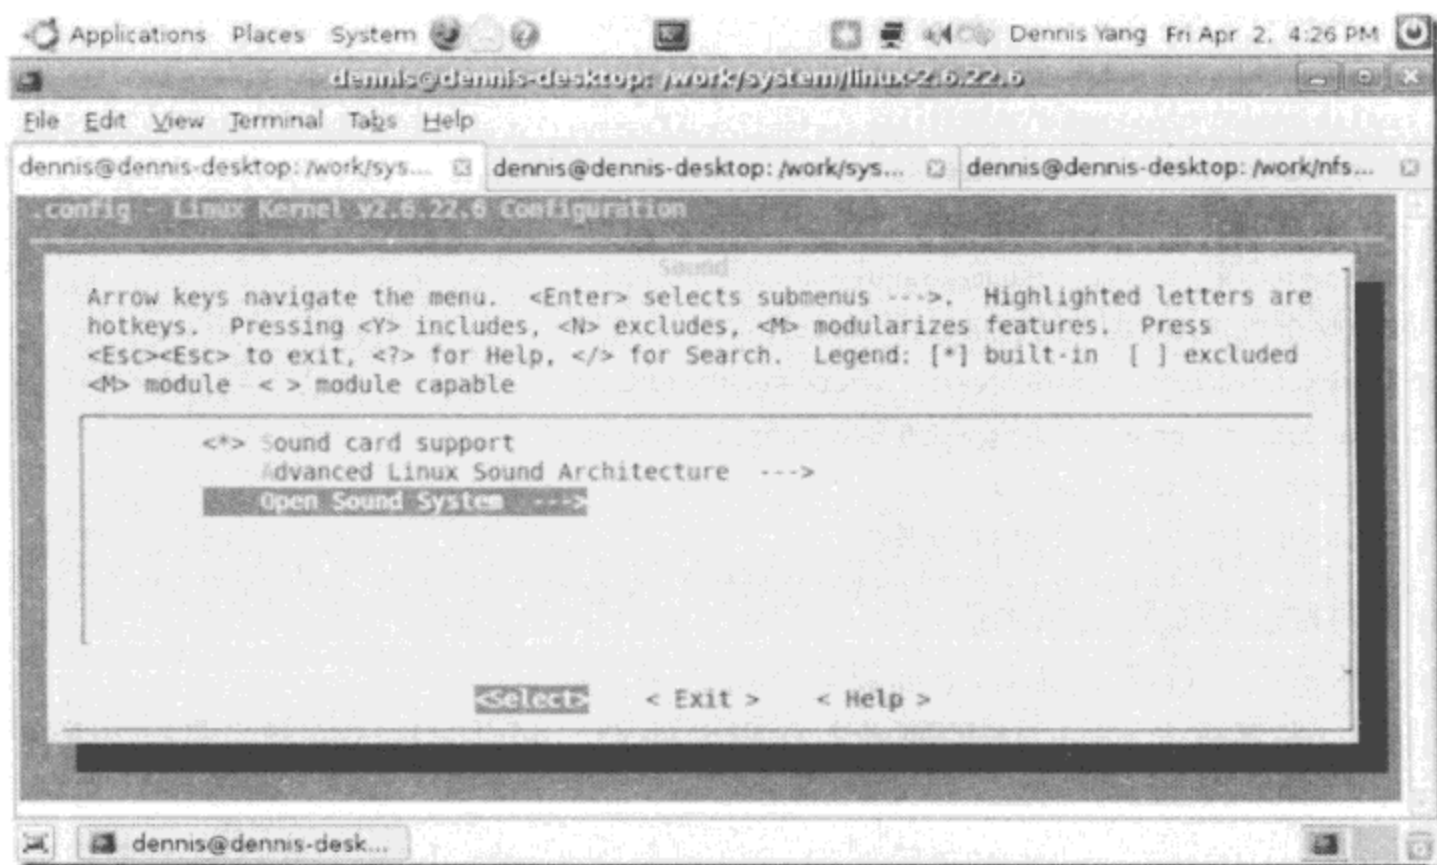 Applications Places System Dennis Yang Fri Apr 2, 4:26 PM
dennis@dennis-desktop: /work/system/linux-2.6.22.6
File Edit View Terminal Tabs Help
dennis@dennis-desktop: /work/sys... dennis@dennis-desktop: /work/sys... dennis@dennis-desktop: /work/nfs...
.config - Linux Kernel v2.6.22.6 Configuration
Sound
Arrow keys navigate the menu. <Enter> selects submenus --->. Highlighted letters are
hotkeys. Pressing <Y> includes, <N> excludes, <M> modularizes features. Press
<Esc><Esc> to exit, <?> for Help, </> for Search. Legend: [*] built-in [ ] excluded
<M> module < > module capable
<*> Sound card support
Advanced Linux Sound Architecture --->
Open Sound System --->
<Select> < Exit > < Help >
dennis@dennis-desk...